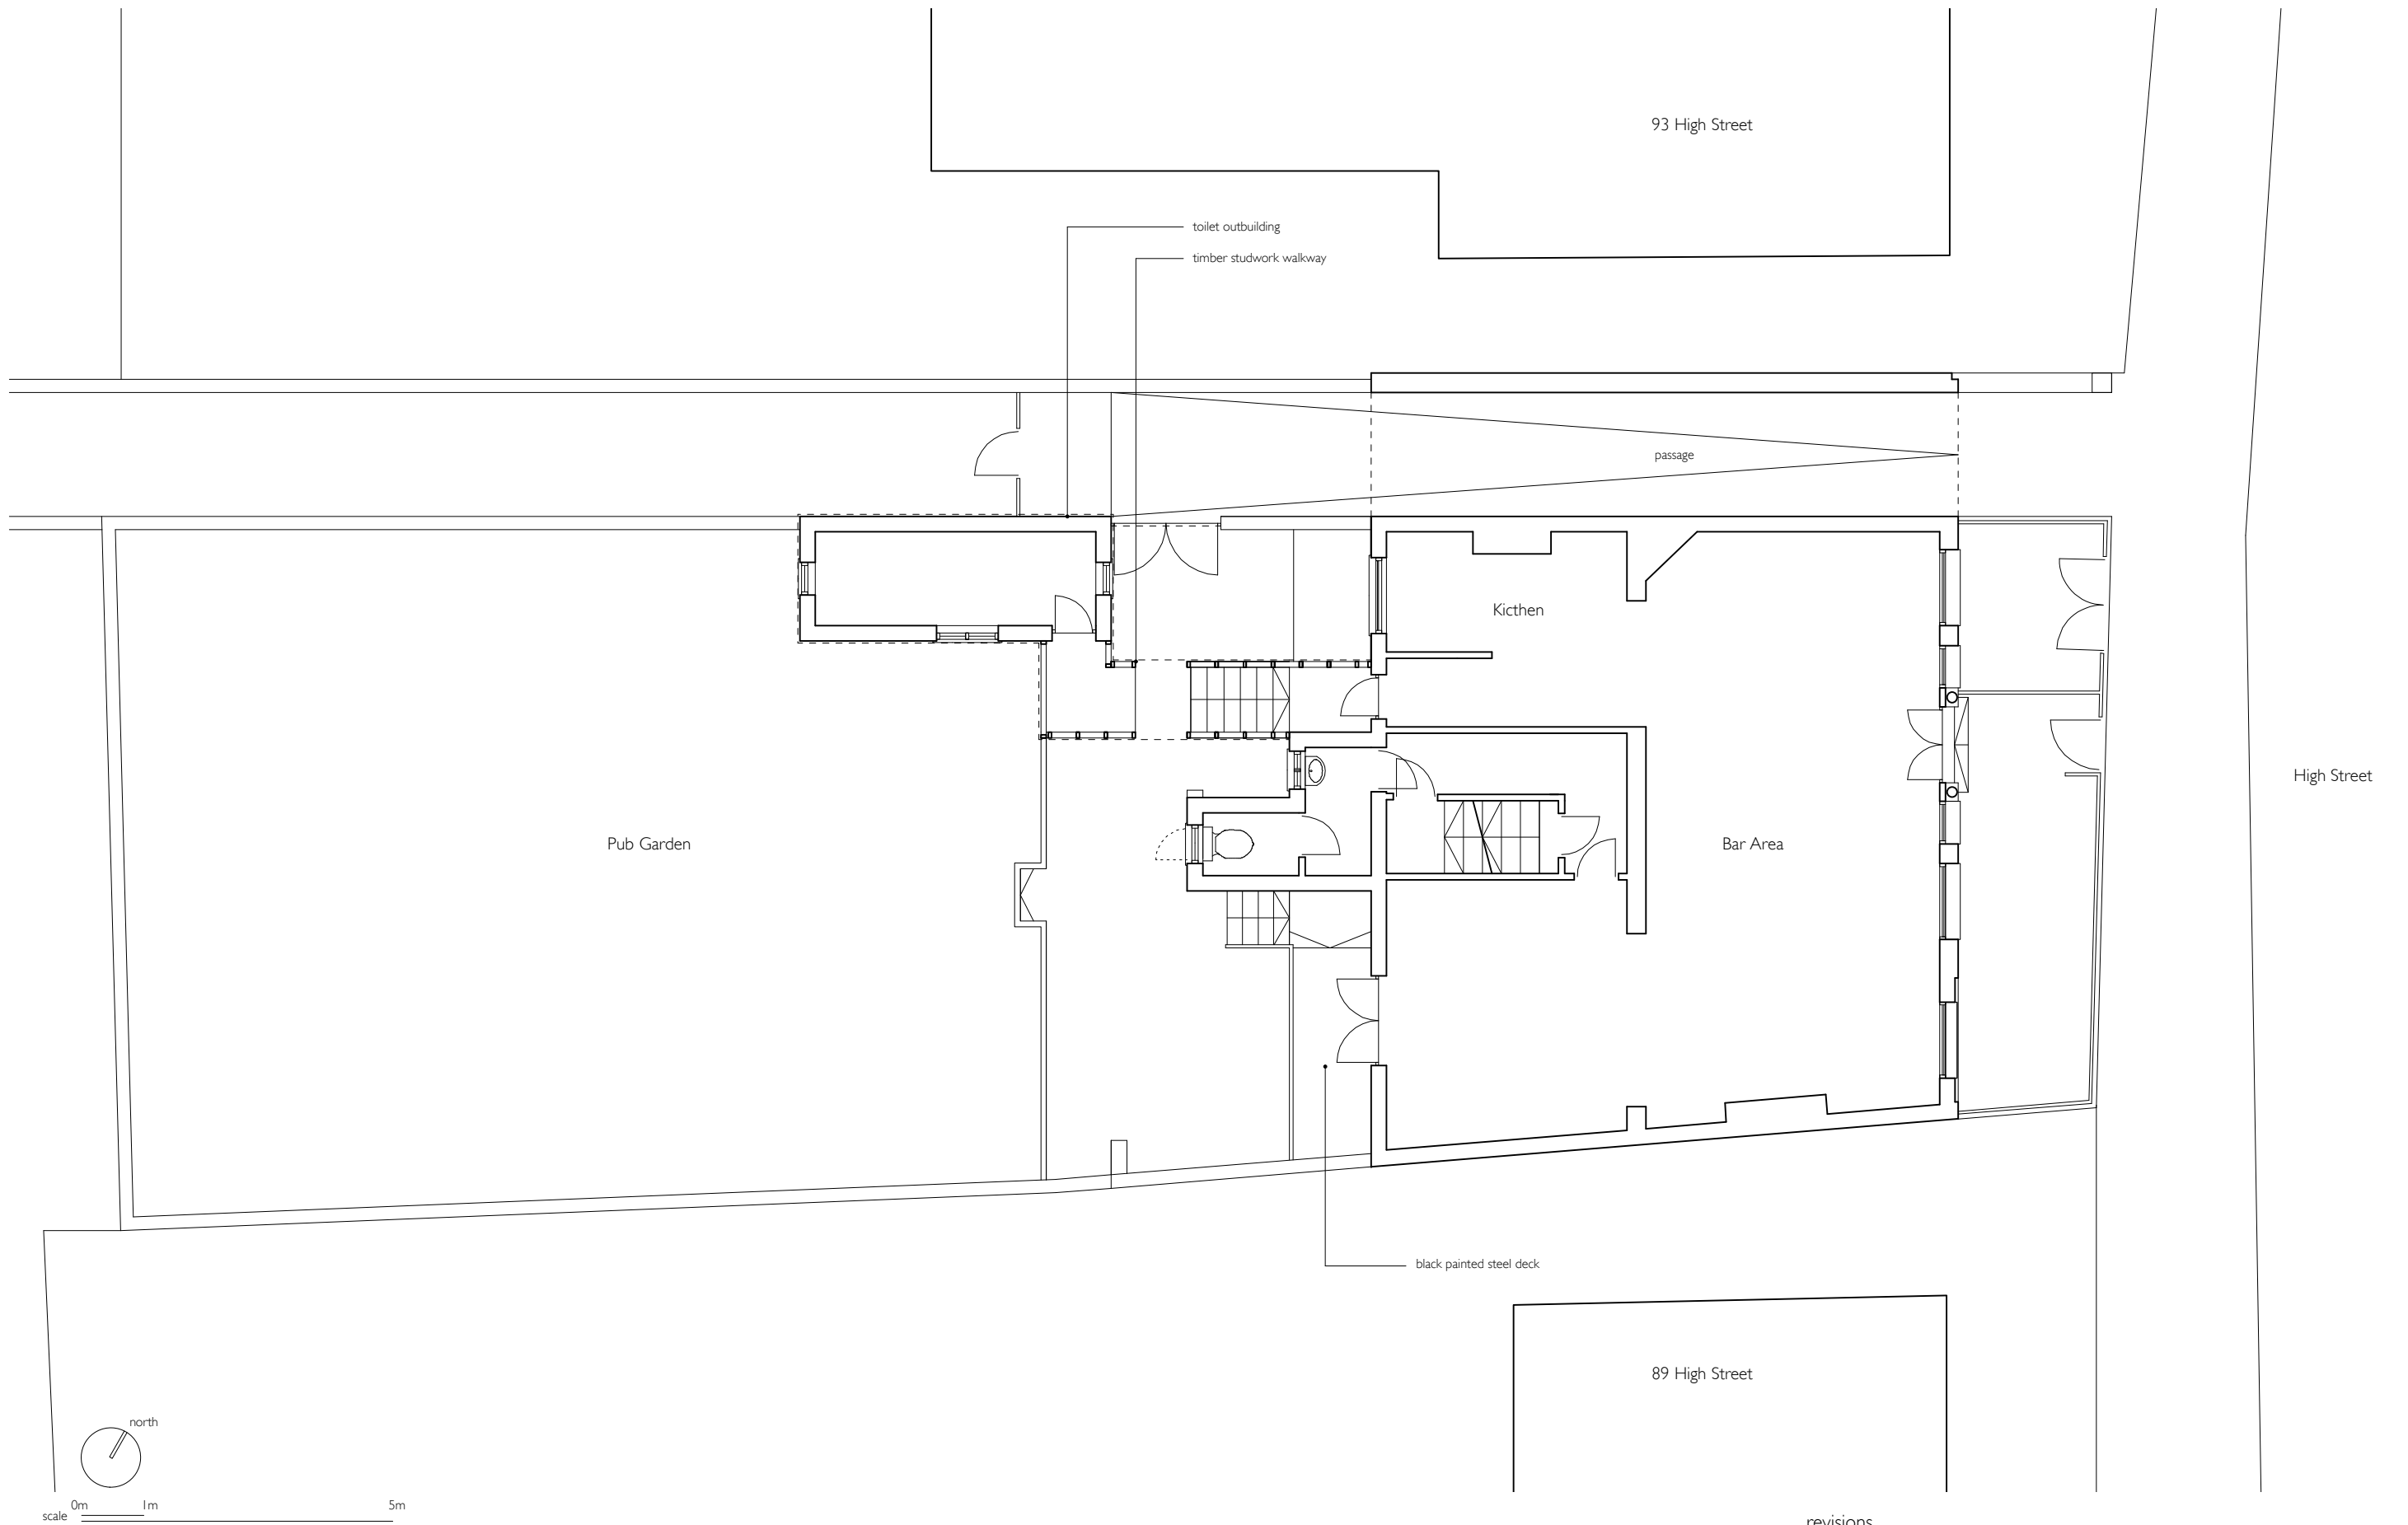 93 High Street
toilet outbuilding
timber studwork walkway
passage
Kicthen
High Street
Pub Garden
Bar Area
black painted steel deck
89 High Street
north
0m 1m 5m
scale
revisions